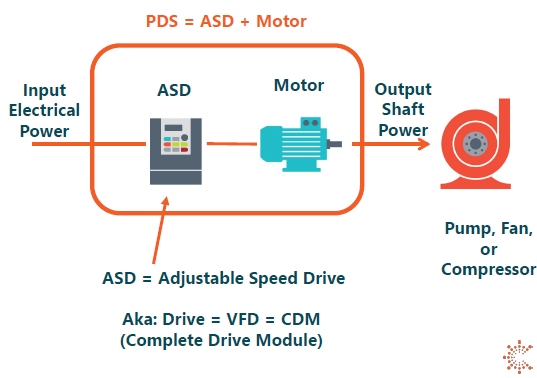 PDS = ASD + Motor
Input
Electrical
Power
ASD
Motor
Output
Shaft
Power
Pump, Fan,
or
Compressor
ASD = Adjustable Speed Drive
Aka: Drive = VFD = CDM
(Complete Drive Module)